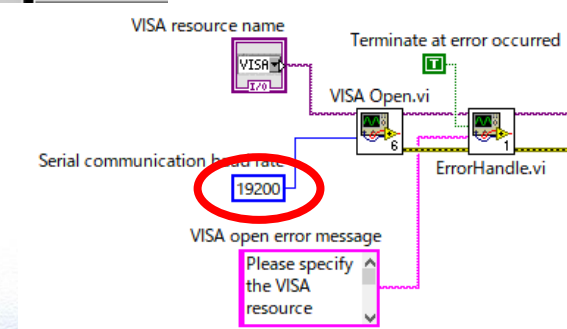 VISA resource name
Terminate at error occurred
VISA
I/O
T
VISA Open.vi
6
1
ErrorHandle.vi
Serial communication baud rate
19200
VISA open error message
Please specify
the VISA
resource